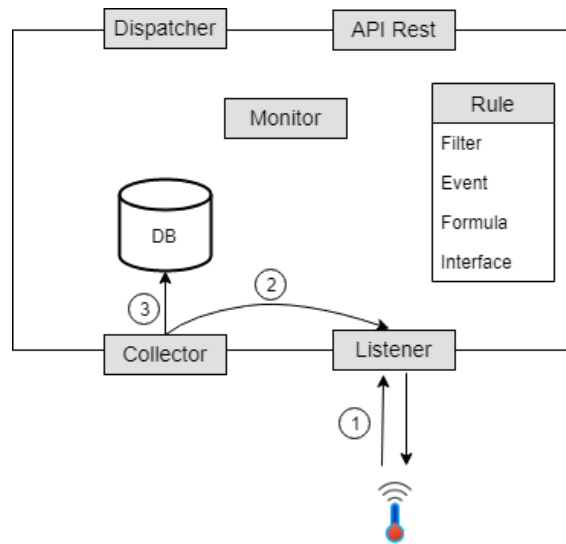 Dispatcher
API Rest
Monitor
Rule
Filter
Event
Formula
Interface
DB
3
2
Collector
Listener
1